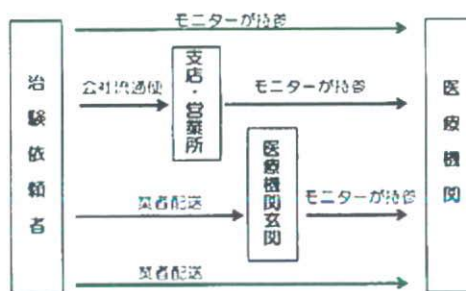 モニターが持参
治験依頼者
会社流通便
支店・営業所
モニターが持参
医療機関
業者配送
医療機関玄関
モニターが持参
業者配送